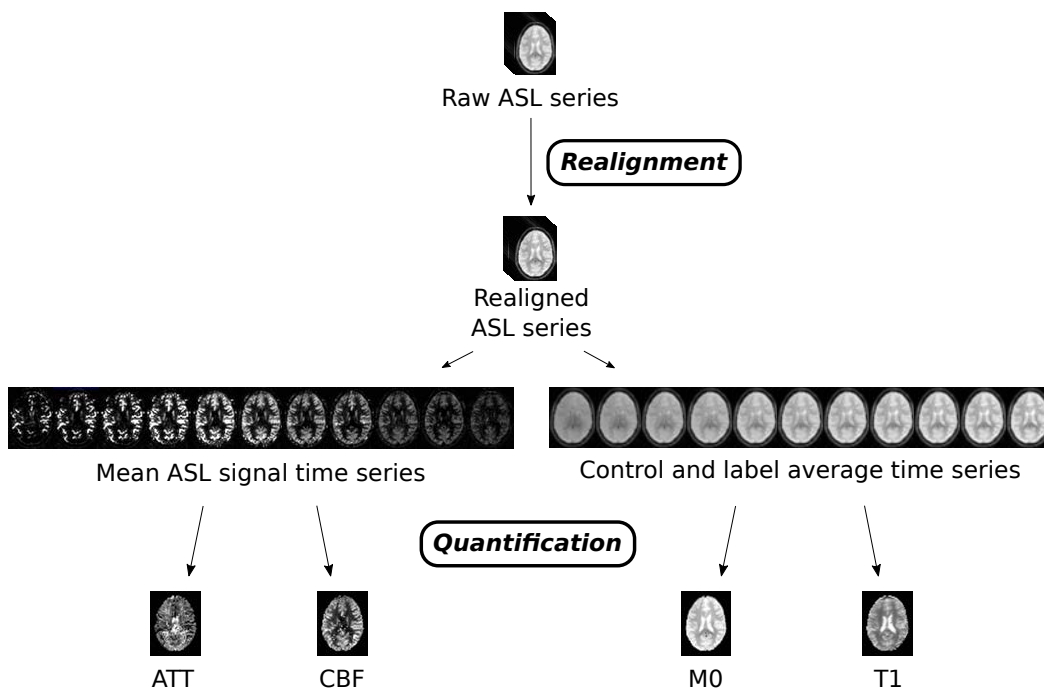 Raw ASL series
Realignment
Realigned
ASL series
Mean ASL signal time series
Control and label average time series
Quantification
ATT
CBF
M0
T1